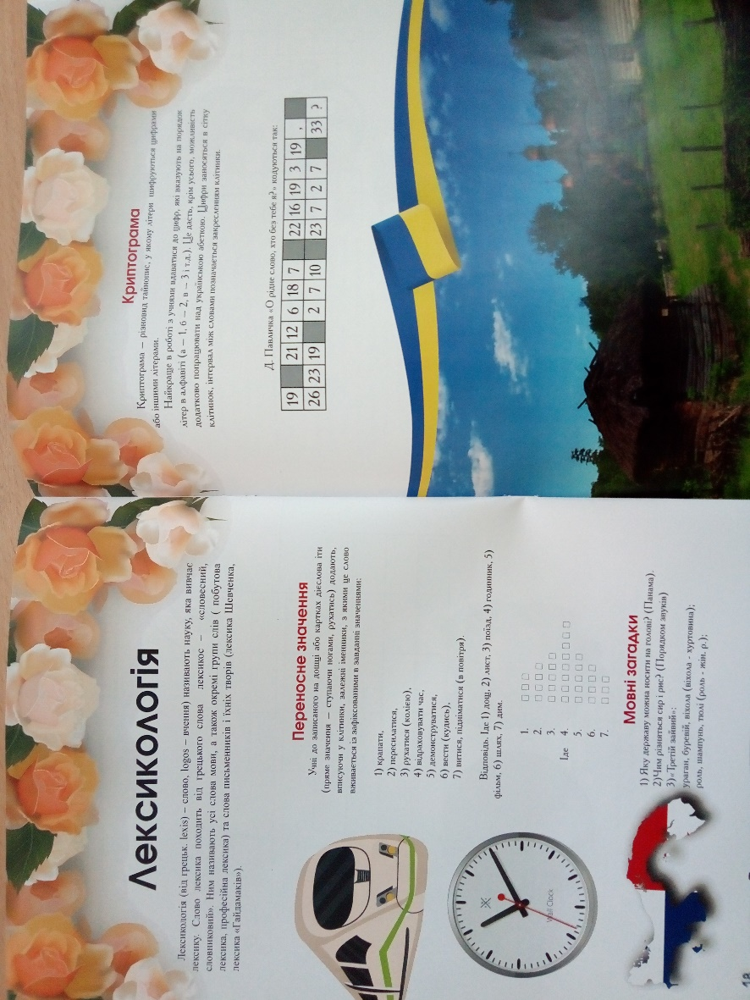 Лексикологія
Лексикологія (від грецьк. lexis) – слово, logos – вчення) називають науку, яка вивчає
лексику. Слово лексика походить від грецького слова лексикос – «словесний,
словниковий». Ним називають усі слова мови, а також окремі групи слів ( побутова
лексика, професійна лексика) та слова письменників і їхніх творів (лексика Шевченка,
лексика «Гайдамаків»).
Переносне значення
Учні до записаного на дошці або картках дієслова іти
(пряме значення – ступаючи ногами, рухатись) додають,
вписуючи у клітинки, залежні іменники, з якими це слово
вживається із зафіксованими в завданні значеннями:
1) крапати,
2) пересилатися,
3) рухатися (колією),
4) відраховувати час,
5) демонструватися,
6) вести (кудись),
7) витися, підніматися (в повітря).
Відповідь. Іде 1) дощ, 2) лист, 3) поїзд, 4) годинник, 5)
фільм, 6) шлях, 7) дим.
1. □□□□
2. □□□□
3. □□□□□
Іде 4. □□□□□□□□
5. □□□□□
6. □□□□
7. □□□
Wall Clock
Мовні загадки
1) Яку державу можна носити на голові? (Панама).
2)Чим різняться сир і рис? (Порядком звуків)
3)«Третій зайвий»:
ураган, буревій, віхола (віхола - хуртовина);
роль, шампунь, тюлі (роль - жін. р.);
Криптограма
Криптограма – різновид тайнопис, у якому літери шифруються цифрами
або іншими літерами.
Найкраще в роботі з учнями вдаватися до цифр, які вказують на порядок
літер в алфавіті (а – 1, б – 2, в – 3 і т.д.). Це дасть, крім усього, можливість
додатково попрацювати над українською абеткою. Цифри заносяться в сітку
клітинок, інтервал між словами позначається закресленням клітинки.
Д. Павличка «О рідне слово, хто без тебе я?» кодуються так:
19 21 12 6 18 7 22 16 19 3 19 ,
26 23 19 2 7 10 23 7 2 7 33 ?